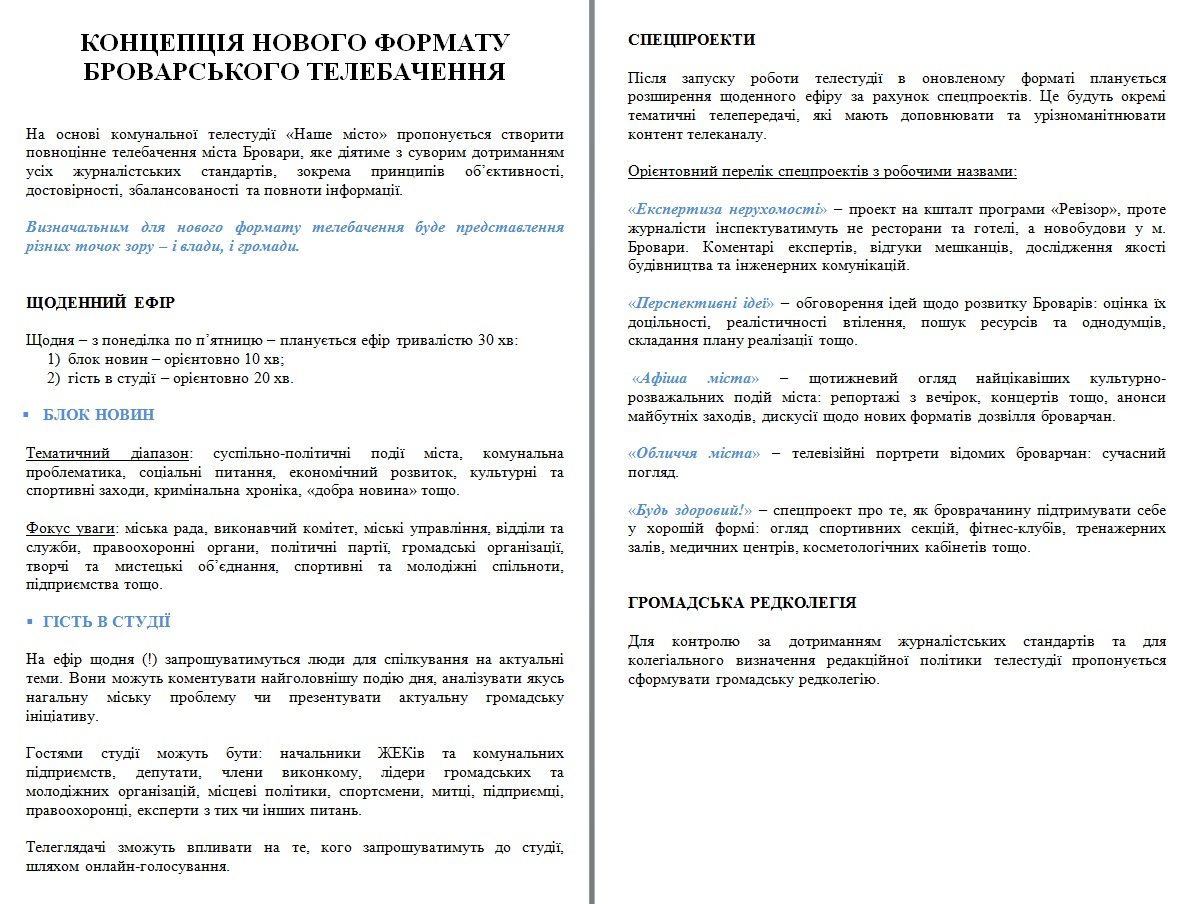 КОНЦЕПЦІЯ НОВОГО ФОРМАТУ
БРОВАРСЬКОГО ТЕЛЕБАЧЕННЯ
На основі комунальної телестудії «Наше місто» пропонується створити
повноцінне телебачення міста Бровари, яке діятиме з суворим дотриманням
усіх журналістських стандартів, зокрема принципів об’єктивності,
достовірності, збалансованості та повноти інформації.
Визначальним для нового формату телебачення буде представлення
різних точок зору – і влади, і громади.
ЩОДЕННИЙ ЕФІР
Щодня – з понеділка по п’ятницю – планується ефір тривалістю 30 хв:
1) блок новин – орієнтовно 10 хв;
2) гість в студії – орієнтовно 20 хв.
▪ БЛОК НОВИН
Тематичний діапазон: суспільно-політичні події міста, комунальна
проблематика, соціальні питання, економічний розвиток, культурні та
спортивні заходи, кримінальна хроніка, «добра новина» тощо.
Фокус уваги: міська рада, виконавчий комітет, міські управління, відділи та
служби, правоохоронні органи, політичні партії, громадські організації,
творчі та мистецькі об’єднання, спортивні та молодіжні спільноти,
підприємства тощо.
▪ ГІСТЬ В СТУДІЇ
На ефір щодня (!) запрошуватимуться люди для спілкування на актуальні
теми. Вони можуть коментувати найголовнішу подію дня, аналізувати якусь
нагальну міську проблему чи презентувати актуальну громадську
ініціативу.
Гостями студії можуть бути: начальники ЖЕКів та комунальних
підприємств, депутати, члени виконкому, лідери громадських та
молодіжних організацій, місцеві політики, спортсмени, митці, підприємці,
правоохоронці, експерти з тих чи інших питань.
Телеглядачі зможуть впливати на те, кого запрошуватимуть до студії,
шляхом онлайн-голосування.
СПЕЦПРОЕКТИ
Після запуску роботи телестудії в оновленому форматі планується
розширення щоденного ефіру за рахунок спецпроектів. Це будуть окремі
тематичні телепередачі, які мають доповнювати та урізноманітнювати
контент телеканалу.
Орієнтовний перелік спецпроектів з робочими назвами:
«Експертиза нерухомості» – проект на кшталт програми «Ревізор», проте
журналісти інспектуватимуть не ресторани та готелі, а новобудови у м.
Бровари. Коментарі експертів, відгуки мешканців, дослідження якості
будівництва та інженерних комунікацій.
«Перспективні ідеї» – обговорення ідей щодо розвитку Броварів: оцінка їх
доцільності, реалістичності втілення, пошук ресурсів та однодумців,
складання плану реалізації тощо.
«Афіша міста» – щотижневий огляд найцікавіших культурно-
розважальних подій міста: репортажі з вечірок, концертів тощо, анонси
майбутніх заходів, дискусії щодо нових форматів дозвілля броварчан.
«Обличчя міста» – телевізійні портрети відомих броварчан: сучасний
погляд.
«Будь здоровий!» – спецпроект про те, як броврачанину підтримувати себе
у хорошій формі: огляд спортивних секцій, фітнес-клубів, тренажерних
залів, медичних центрів, косметологічних кабінетів тощо.
ГРОМАДСЬКА РЕДКОЛЕГІЯ
Для контролю за дотриманням журналістських стандартів та для
колегіального визначення редакційної політики телестудії пропонується
сформувати громадську редколегію.